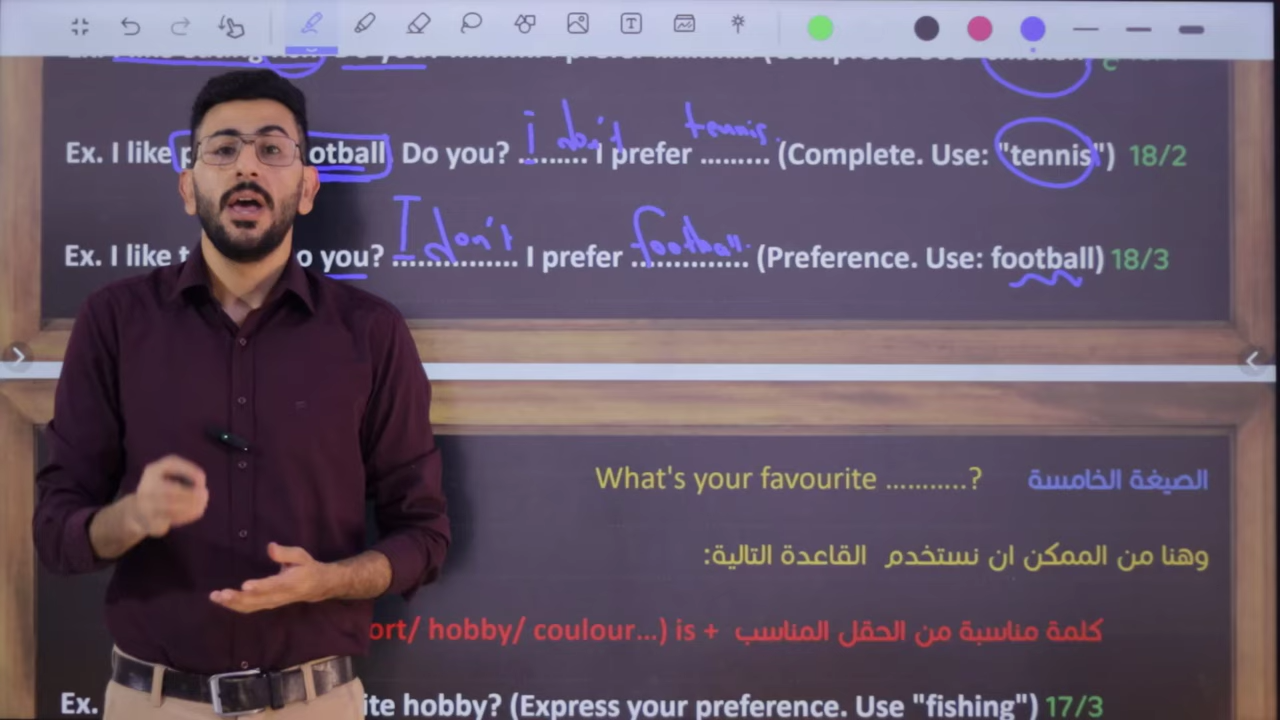 I don't tennis.
Ex. I like p otball. Do you? ......... I prefer ......... (Complete. Use: "tennis") 18/2
I don't football.
Ex. I like t o you? ............... I prefer .............. (Preference. Use: football) 18/3
What's your favourite ..........? الصيغة الخامسة
وهنا من الممكن ان نستخدم القاعدة التالية:
ort/ hobby/ coulour...) is + كلمة مناسبة من الحقل المناسب
Ex. ite hobby? (Express your preference. Use "fishing") 17/3